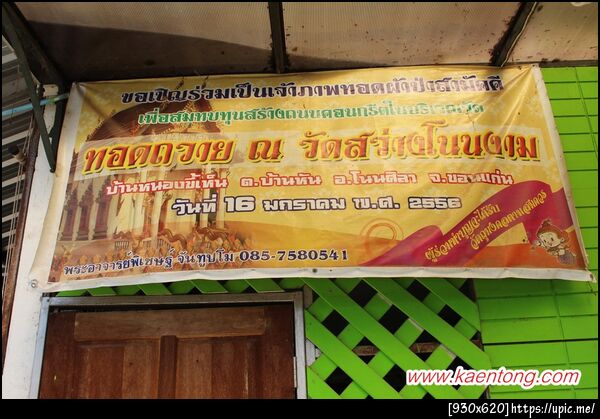 ขอเชิญร่วมเป็นเจ้าภาพทอดผ้าป่าสามัคคี
เพื่อสมทบทุนสร้างถนนคอนกรีตในบริเวณวัด
ทอดถวาย ณ วัดสว่างโนนงาม
บ้านหนองขี้เห็น ต.บ้านหัน อ.โนนศิลา จ.ขอนแก่น
วันที่ 16 มกราคม พ.ศ. 2556
พระอาจารย์พิเชษฐ์ จันทูปโม 085-7580541
www.kaentong.com
[930x620]https://upic.me/